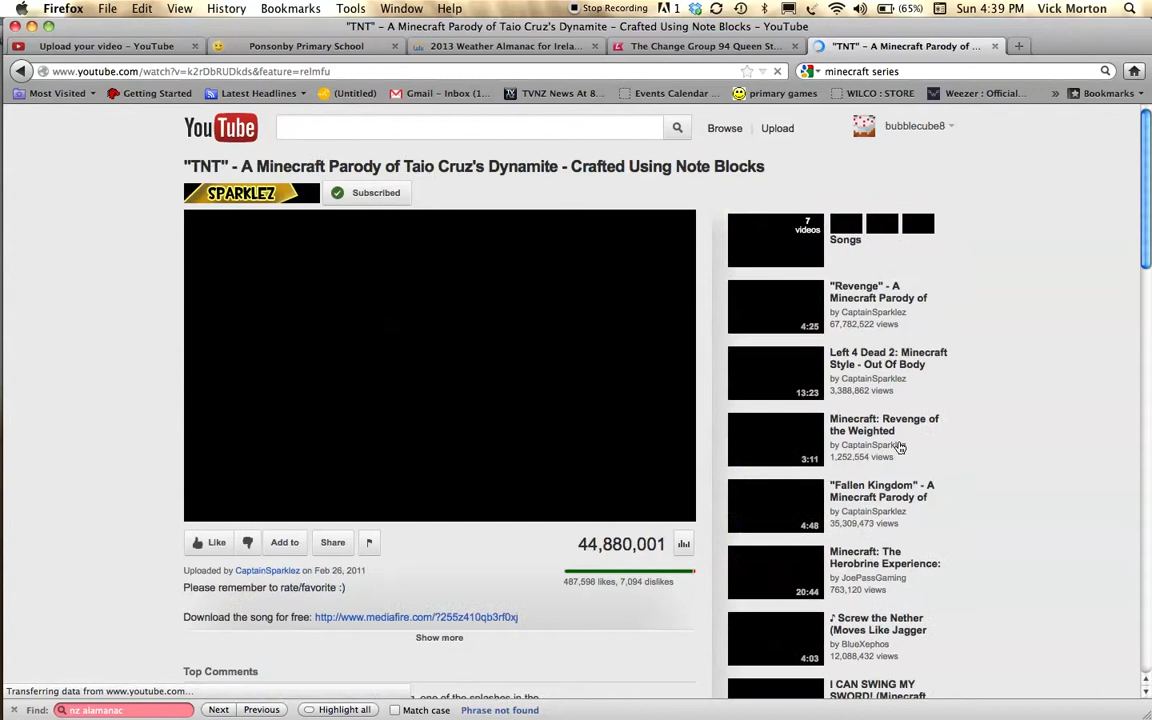 Firefox File Edit View History Bookmarks Tools Window Help Stop Recording 1 (65%) Sun 4:39 PM Vick Morton
"TNT" – A Minecraft Parody of Taio Cruz's Dynamite – Crafted Using Note Blocks – YouTube
Upload your video – YouTube Ponsonby Primary School 2013 Weather Almanac for Irela... The Change Group 94 Queen St... "TNT" – A Minecraft Parody of ...
www.youtube.com/watch?v=k2rDbRUDkds&feature=relmfu minecraft series
Most Visited Getting Started Latest Headlines (Untitled) Gmail – Inbox (1... TVNZ News At 8... Events Calendar ... primary games WILCO : STORE Weezer : Official... » Bookmarks
YouTube Browse Upload bubblecube8
"TNT" - A Minecraft Parody of Taio Cruz's Dynamite - Crafted Using Note Blocks
SPARKLEZ Subscribed
7
videos
Songs
"Revenge" - A
Minecraft Parody of
by CaptainSparklez
67,782,522 views
4:25
Left 4 Dead 2: Minecraft
Style - Out Of Body
by CaptainSparklez
3,388,862 views
13:23
Minecraft: Revenge of
the Weighted
by CaptainSparklez
1,252,554 views
3:11
"Fallen Kingdom" - A
Minecraft Parody of
by CaptainSparklez
35,309,473 views
4:48
Minecraft: The
Herobrine Experience:
by JoePassGaming
763,120 views
20:44
♪ Screw the Nether
(Moves Like Jagger
by BlueXephos
12,088,432 views
4:03
I CAN SWING MY
SWORD! (Minecraft
Like Add to Share 44,880,001
Uploaded by CaptainSparklez on Feb 26, 2011
487,598 likes, 7,094 dislikes
Please remember to rate/favorite :)
Download the song for free: http://www.mediafire.com/?255z410qb3rf0xj
Show more
Top Comments
one of the splashes in the
Transferring data from www.youtube.com...
Find: nz alamanac Next Previous Highlight all Match case Phrase not found